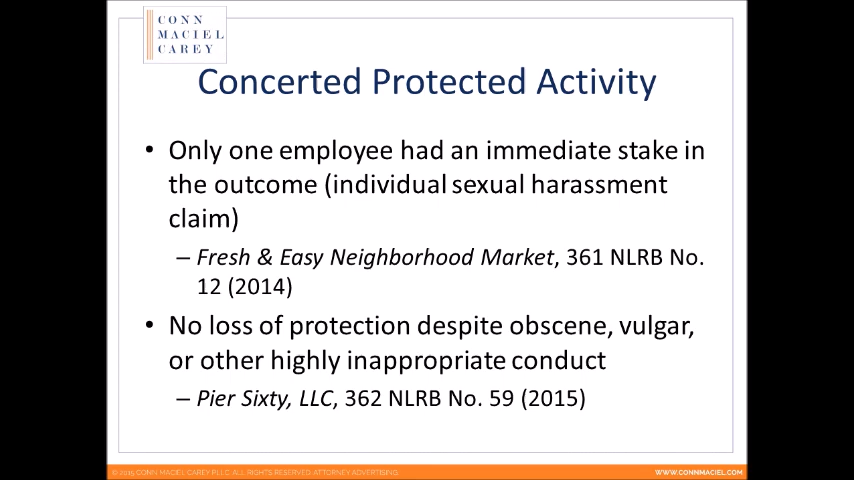 CONN
MACIEL
CAREY
Concerted Protected Activity
• Only one employee had an immediate stake in
the outcome (individual sexual harassment
claim)
– Fresh & Easy Neighborhood Market, 361 NLRB No.
12 (2014)
• No loss of protection despite obscene, vulgar,
or other highly inappropriate conduct
– Pier Sixty, LLC, 362 NLRB No. 59 (2015)
© 2019 CONN MACIEL CAREY PLLC ALL RIGHTS RESERVED. ATTORNEY ADVERTISING. WWW.CONNMACIEL.COM